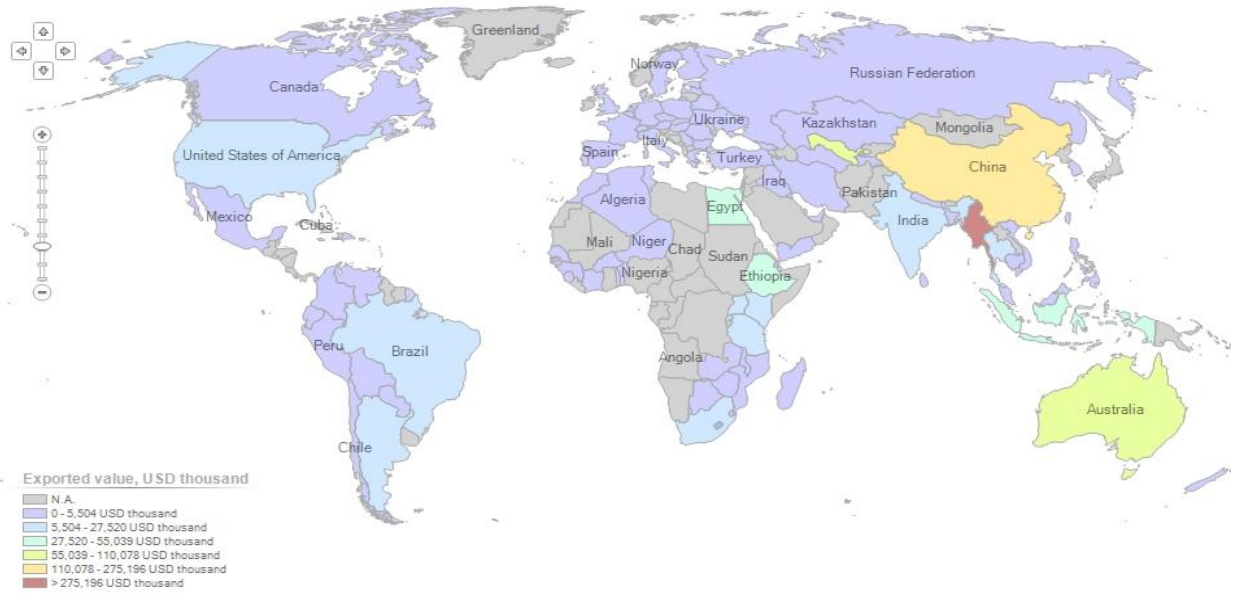 Greenland
Norway
Russian Federation
Canada
Ukraine
Kazakhstan
Mongolia
Italy
United States of America
Spain
Turkey
China
Iraq
Pakistan
Algeria
Egypt
Mexico
India
Cuba
Mali
Niger
Chad
Sudan
Nigeria
Ethiopia
Peru
Brazil
Angola
Australia
Chile
Exported value, USD thousand
N.A.
0 - 5,504 USD thousand
5,504 - 27,520 USD thousand
27,520 - 55,039 USD thousand
55,039 - 110,078 USD thousand
110,078 - 275,196 USD thousand
> 275,196 USD thousand